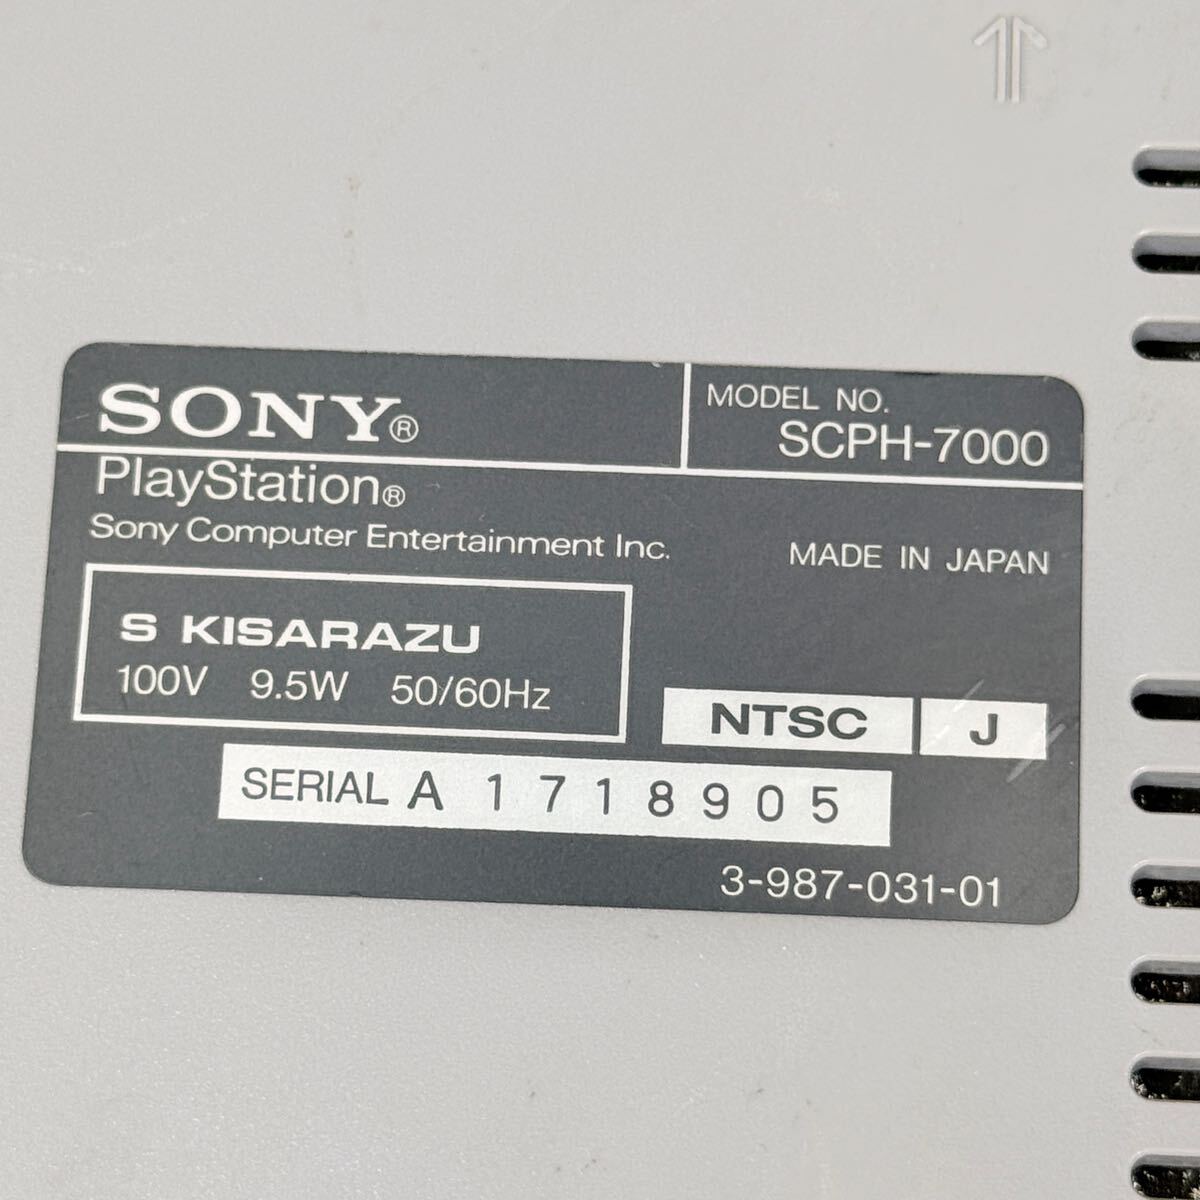 SONY®
MODEL NO.
SCPH-7000
PlayStation®
Sony Computer Entertainment Inc.
MADE IN JAPAN
S KISARAZU
100V 9.5W 50/60Hz
NTSC J
SERIAL A 1718905
3-987-031-01